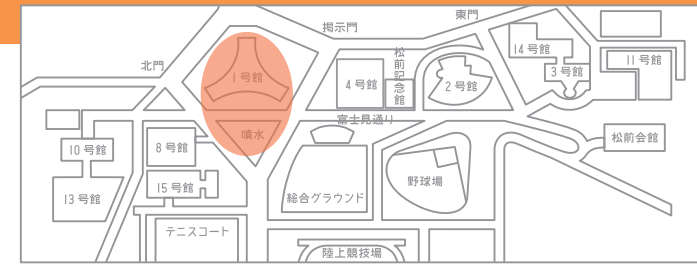 東門
掲示門
北門
14号館
3号館
11号館
1号館
4号館
松前記念館
2号館
富士見通り
噴水
松前会館
10号館
8号館
15号館
13号館
総合グラウンド
野球場
テニスコート
陸上競技場